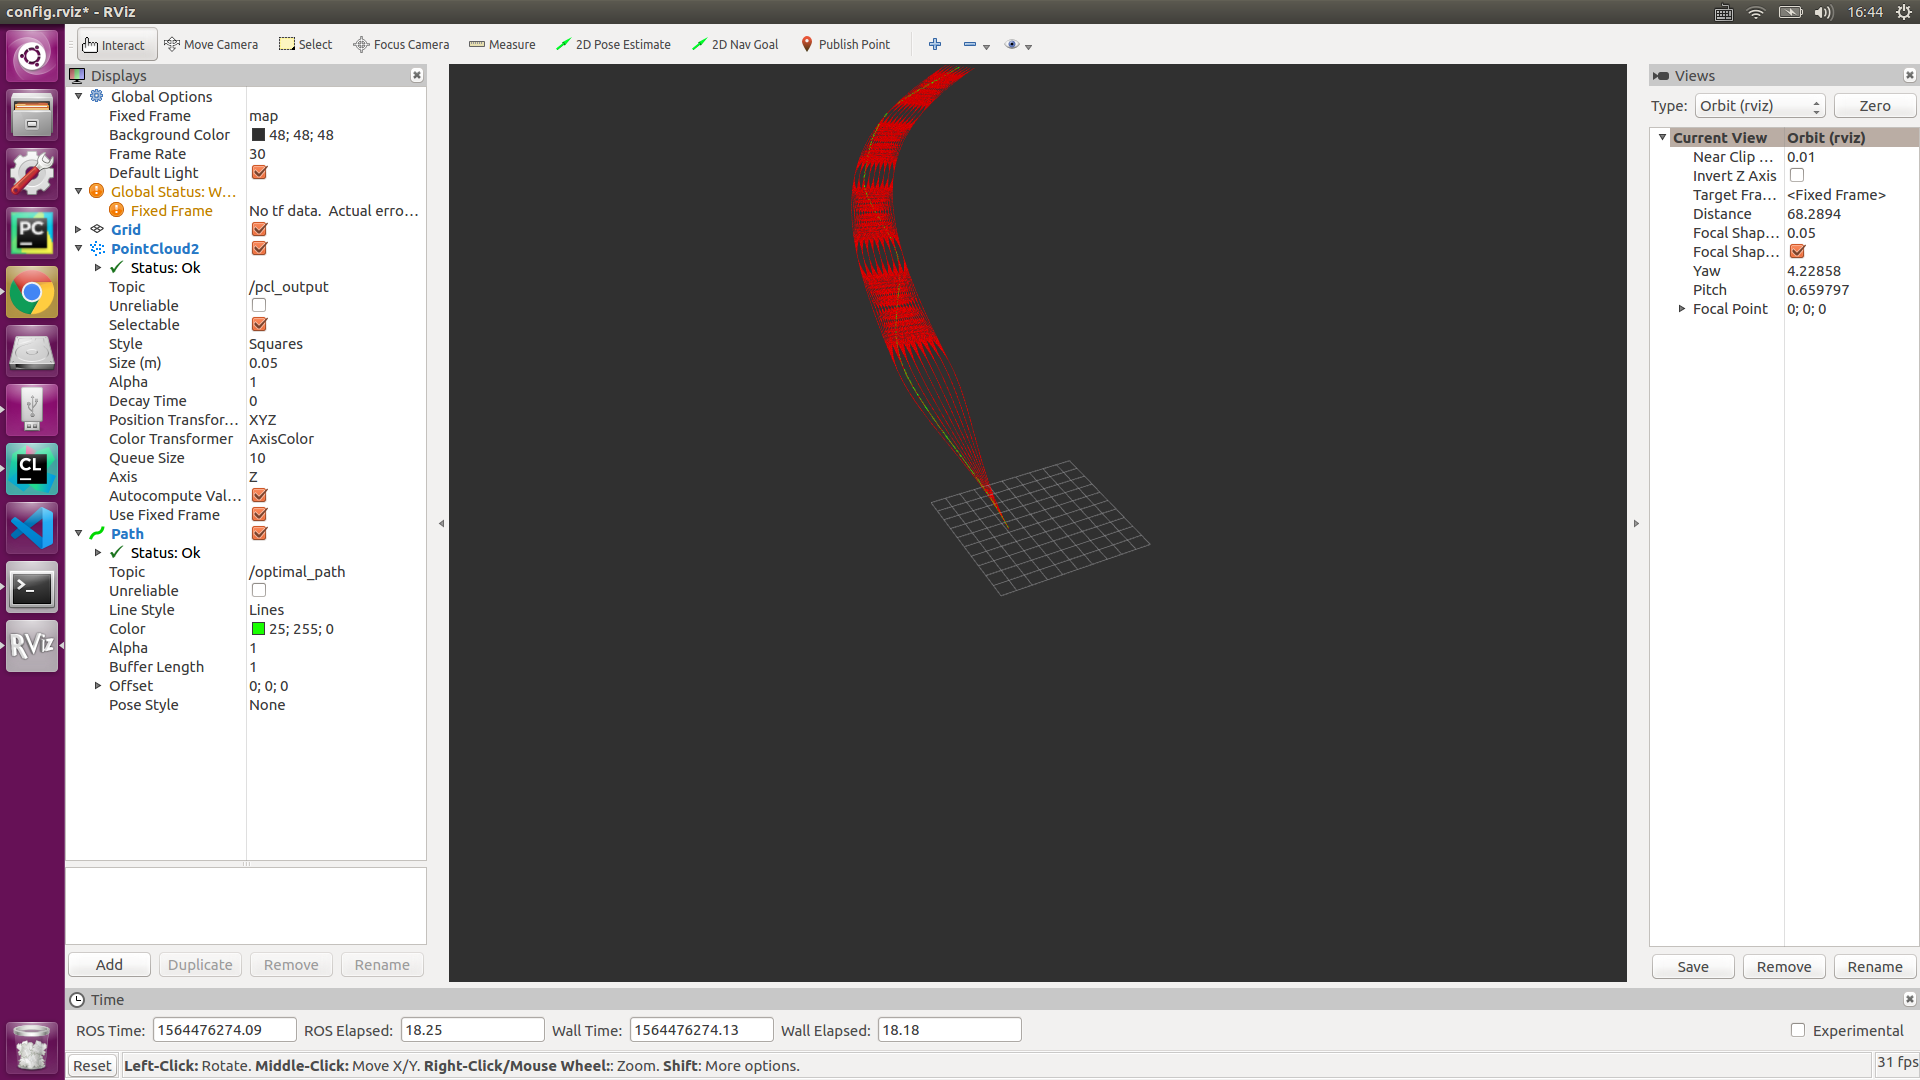 config.rviz* - RViz
16:44
Interact Move Camera Select Focus Camera Measure 2D Pose Estimate 2D Nav Goal Publish Point
Displays
Global Options
Fixed Frame map
Background Color 48; 48; 48
Frame Rate 30
Default Light
Global Status: W...
Fixed Frame No tf data. Actual erro...
Grid
PointCloud2
Status: Ok
Topic /pcl_output
Unreliable
Selectable
Style Squares
Size (m) 0.05
Alpha 1
Decay Time 0
Position Transfor... XYZ
Color Transformer AxisColor
Queue Size 10
Axis Z
Autocompute Val...
Use Fixed Frame
Path
Status: Ok
Topic /optimal_path
Unreliable
Line Style Lines
Color 25; 255; 0
Alpha 1
Buffer Length 1
Offset 0; 0; 0
Pose Style None
Add Duplicate Remove Rename
Views
Type: Orbit (rviz) Zero
Current View Orbit (rviz)
Near Clip ... 0.01
Invert Z Axis
Target Fra... <Fixed Frame>
Distance 68.2894
Focal Shap... 0.05
Focal Shap...
Yaw 4.22858
Pitch 0.659797
Focal Point 0; 0; 0
Save Remove Rename
PC
CL
>_
RViz
Time
ROS Time: 1564476274.09 ROS Elapsed: 18.25 Wall Time: 1564476274.13 Wall Elapsed: 18.18 Experimental
Reset Left-Click: Rotate. Middle-Click: Move X/Y. Right-Click/Mouse Wheel:: Zoom. Shift: More options. 31 fps